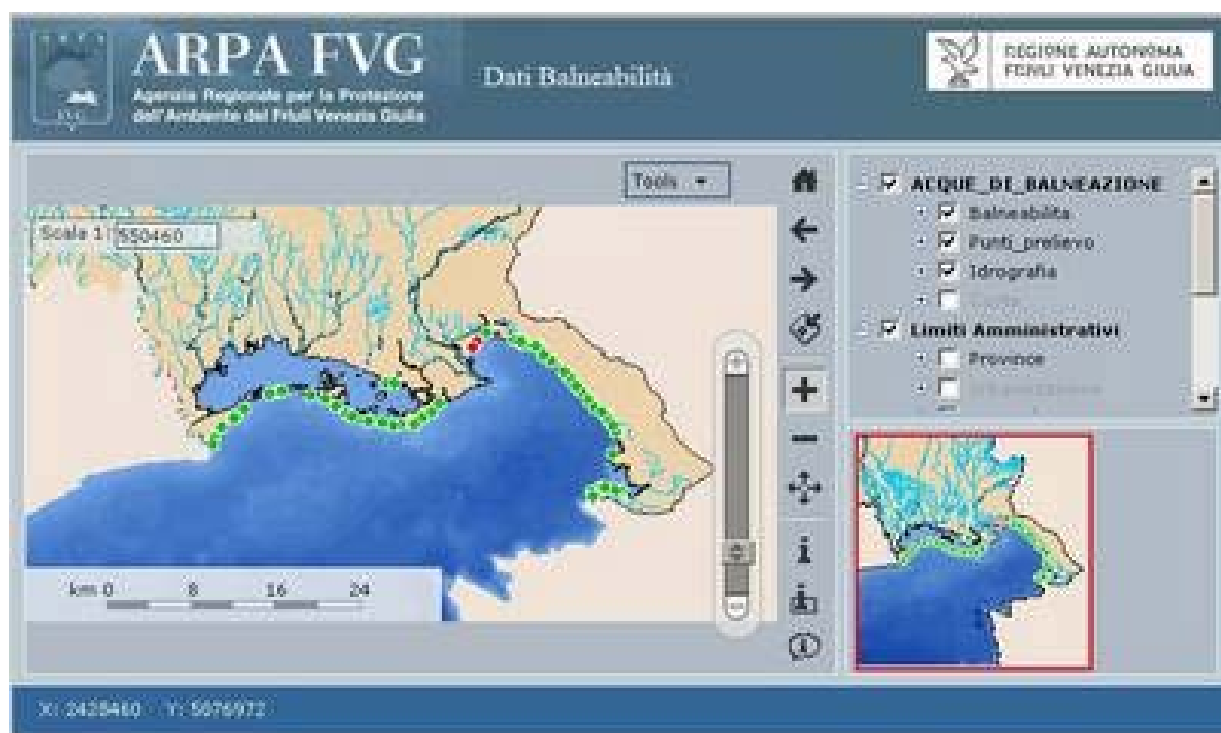 ARPA FVG
Agenzia Regionale per la Protezione
dell'Ambiente del Friuli Venezia Giulia
FVG
Dati Balneabilità
REGIONE AUTONOMA
FRIULI VENEZIA GIULIA
Tools
Scala 1: 550460
km 0 8 16 24
ACQUE_DI_BALNEAZIONE
Balneabilita
Punti_prelievo
Idrografia
Limiti Amministrativi
Province
X: 2428460 Y: 5076972